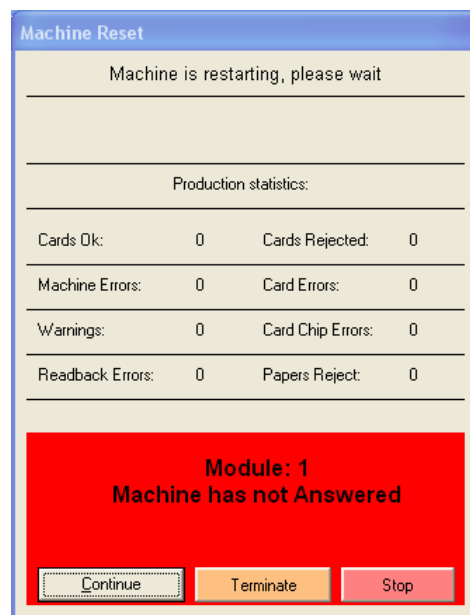 Machine Reset
Machine is restarting, please wait
Production statistics:
Cards Ok: 0 Cards Rejected: 0
Machine Errors: 0 Card Errors: 0
Warnings: 0 Card Chip Errors: 0
Readback Errors: 0 Papers Reject: 0
Module: 1
Machine has not Answered
Continue Terminate Stop